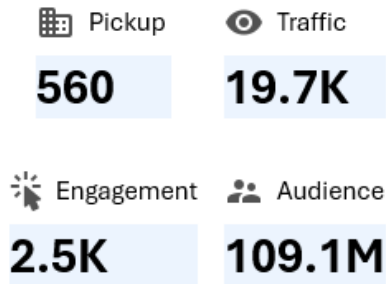 Pickup Traffic
560 19.7K
Engagement Audience
2.5K 109.1M